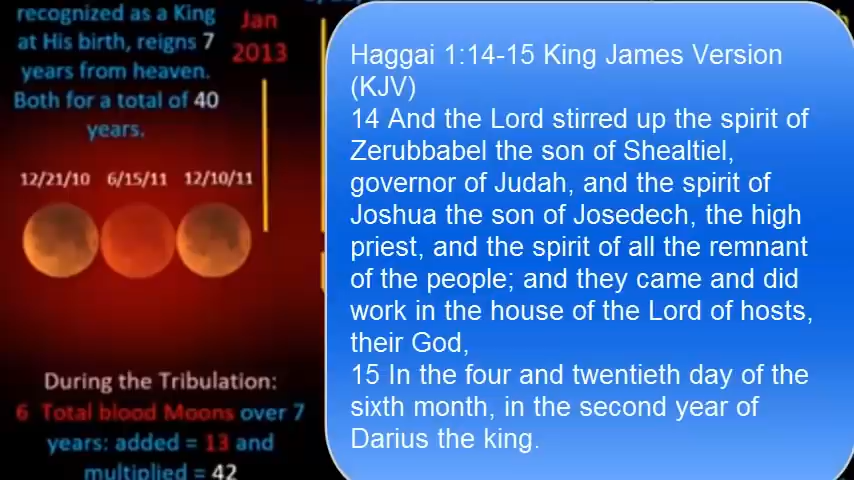 recognized as a King
at His birth, reigns 7
years from heaven.
Both for a total of 40
years.
Jan
2013
12/21/10 6/15/11 12/10/11
During the Tribulation:
6 Total blood Moons over 7
years: added = 13 and
multiplied = 42
Haggai 1:14-15 King James Version
(KJV)
14 And the Lord stirred up the spirit of
Zerubbabel the son of Shealtiel,
governor of Judah, and the spirit of
Joshua the son of Josedech, the high
priest, and the spirit of all the remnant
of the people; and they came and did
work in the house of the Lord of hosts,
their God,
15 In the four and twentieth day of the
sixth month, in the second year of
Darius the king.